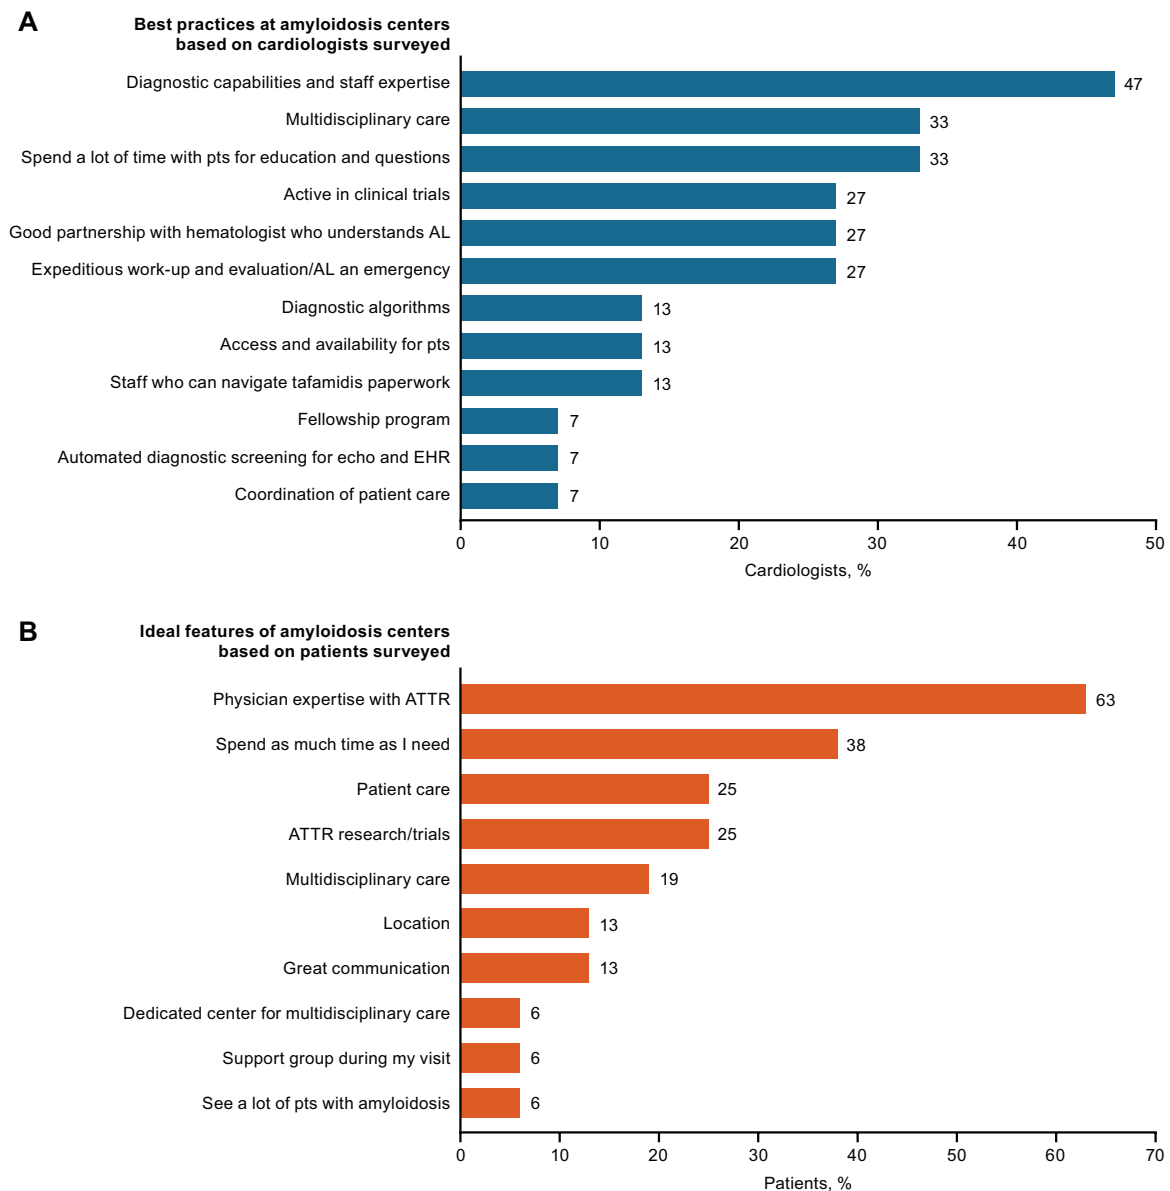 A
Best practices at amyloidosis centers
based on cardiologists surveyed
Diagnostic capabilities and staff expertise 47
Multidisciplinary care 33
Spend a lot of time with pts for education and questions 33
Active in clinical trials 27
Good partnership with hematologist who understands AL 27
Expeditious work-up and evaluation/AL an emergency 27
Diagnostic algorithms 13
Access and availability for pts 13
Staff who can navigate tafamidis paperwork 13
Fellowship program 7
Automated diagnostic screening for echo and EHR 7
Coordination of patient care 7
0 10 20 30 40 50
Cardiologists, %
B
Ideal features of amyloidosis centers
based on patients surveyed
Physician expertise with ATTR 63
Spend as much time as I need 38
Patient care 25
ATTR research/trials 25
Multidisciplinary care 19
Location 13
Great communication 13
Dedicated center for multidisciplinary care 6
Support group during my visit 6
See a lot of pts with amyloidosis 6
0 10 20 30 40 50 60 70
Patients, %